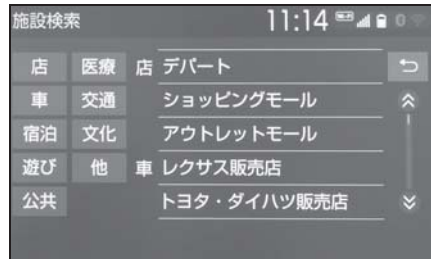 施設検索 11:14 0
店 医療 店 デパート
車 交通 ショッピングモール
宿泊 文化 アウトレットモール
遊び 他 車 レクサス販売店
公共 トヨタ・ダイハツ販売店